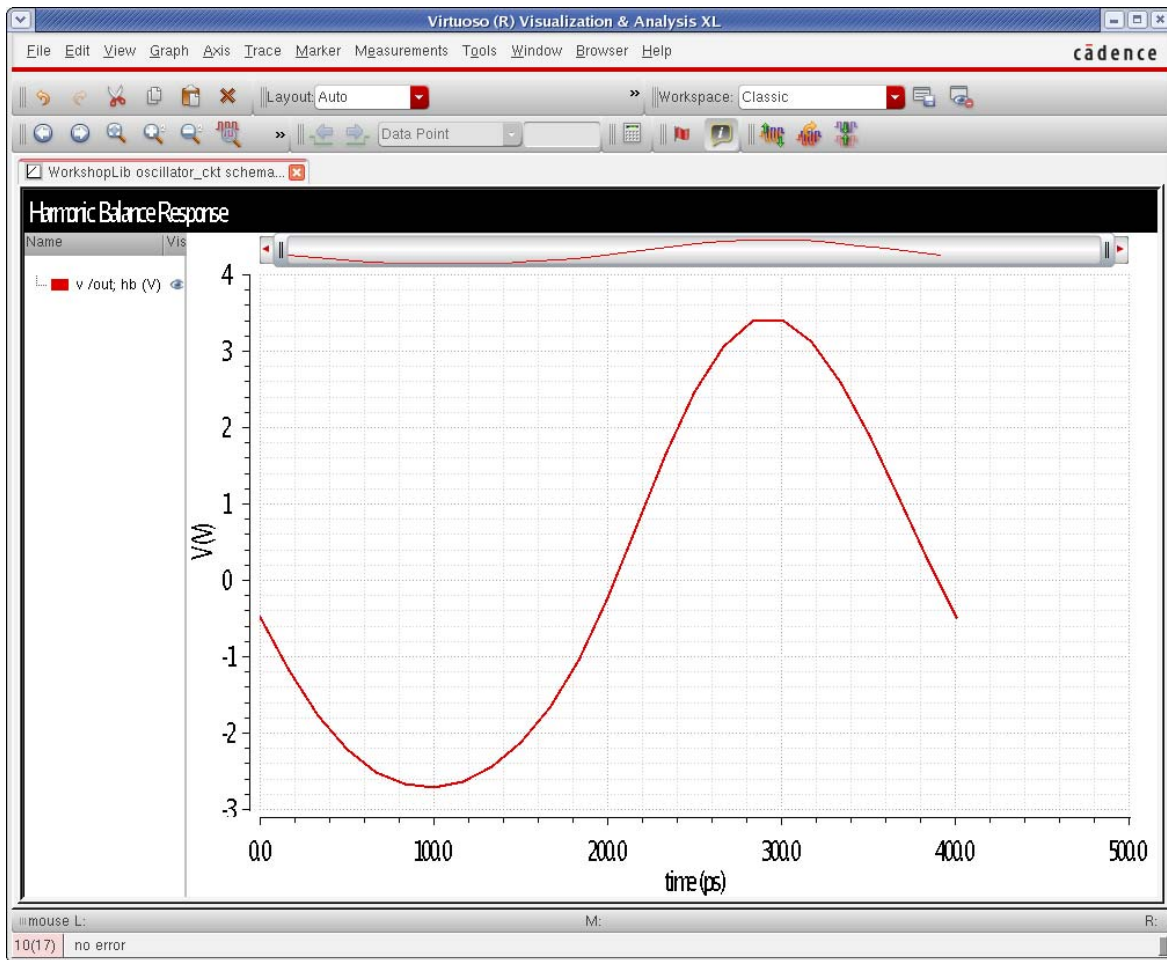 Virtuoso (R) Visualization & Analysis XL
File Edit View Graph Axis Trace Marker Measurements Tools Window Browser Help
cādence
Layout: Auto » Workspace: Classic
» Data Point
WorkshopLib oscillator_ckt schema...
Harmonic Balance Response
Name Vis
v /out; hb (V)
4
3
2
1
0
-1
-2
-3
V (V)
0.0 100.0 200.0 300.0 400.0 500.0
time (ps)
mouse L: M: R:
10(17) no error